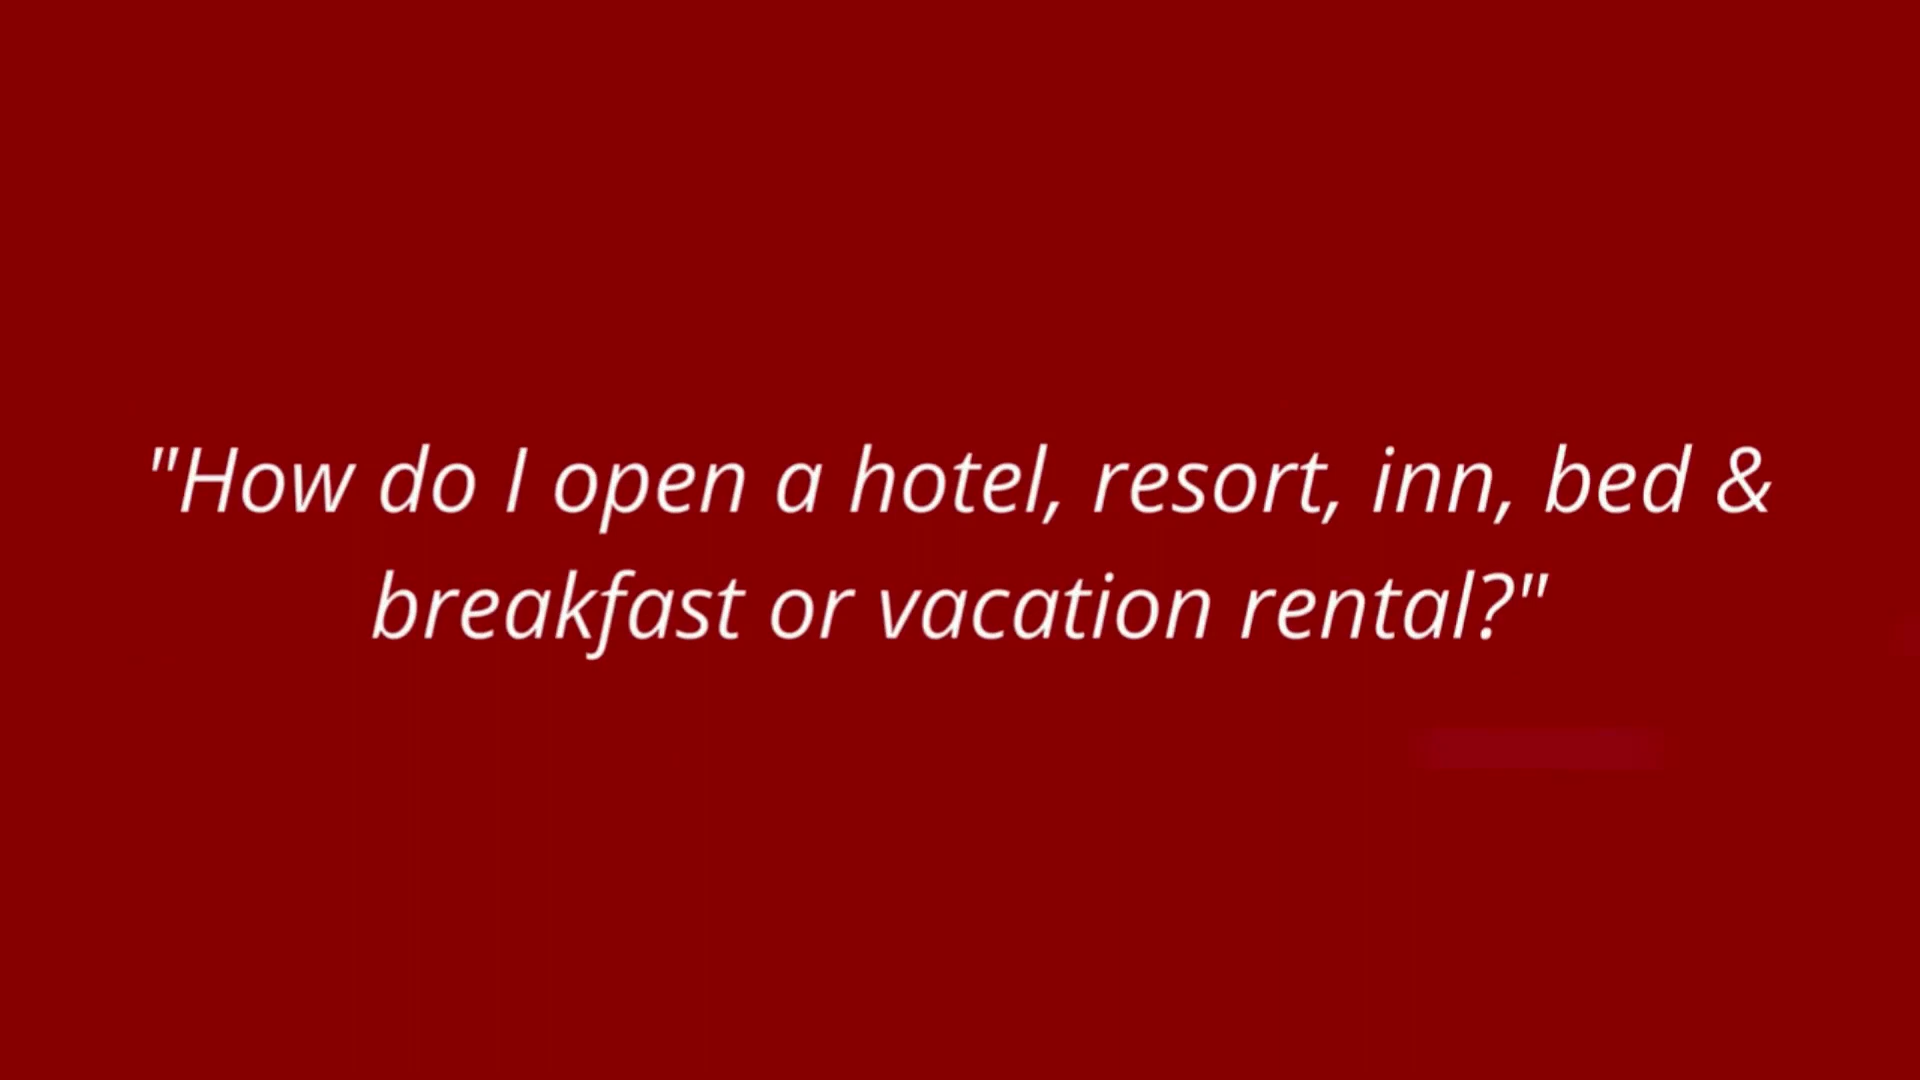 "How do I open a hotel, resort, inn, bed &
breakfast or vacation rental?"